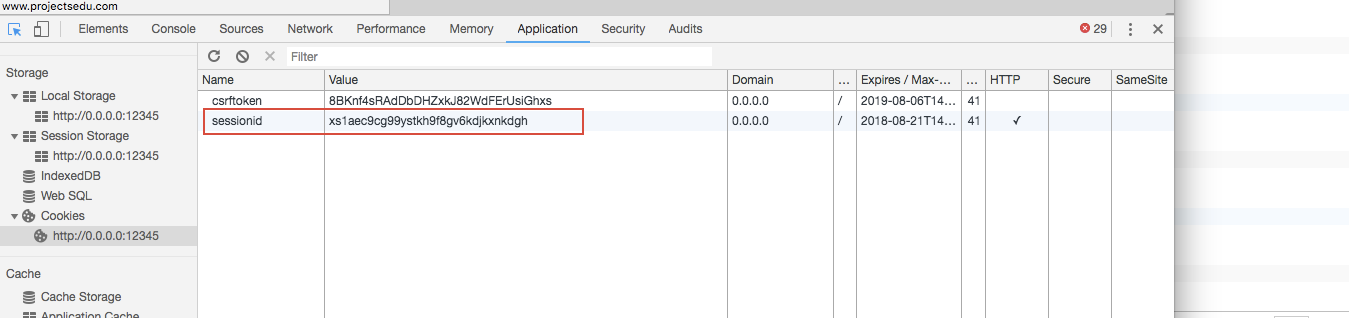 www.projectsedu.com
Elements Console Sources Network Performance Memory Application Security Audits 29
Filter
Storage
Local Storage
http://0.0.0.0:12345
Session Storage
http://0.0.0.0:12345
IndexedDB
Web SQL
Cookies
http://0.0.0.0:12345
Cache
Cache Storage
Application Cache
Name Value Domain ... Expires / Max-... ... HTTP Secure SameSite
csrftoken 8BKnf4sRAdDbDHZxkJ82WdFErUsiGhxs 0.0.0.0 / 2019-08-06T14... 41
sessionid xs1aec9cg99ystkh9f8gv6kdjkxnkdgh 0.0.0.0 / 2018-08-21T14... 41 ✓